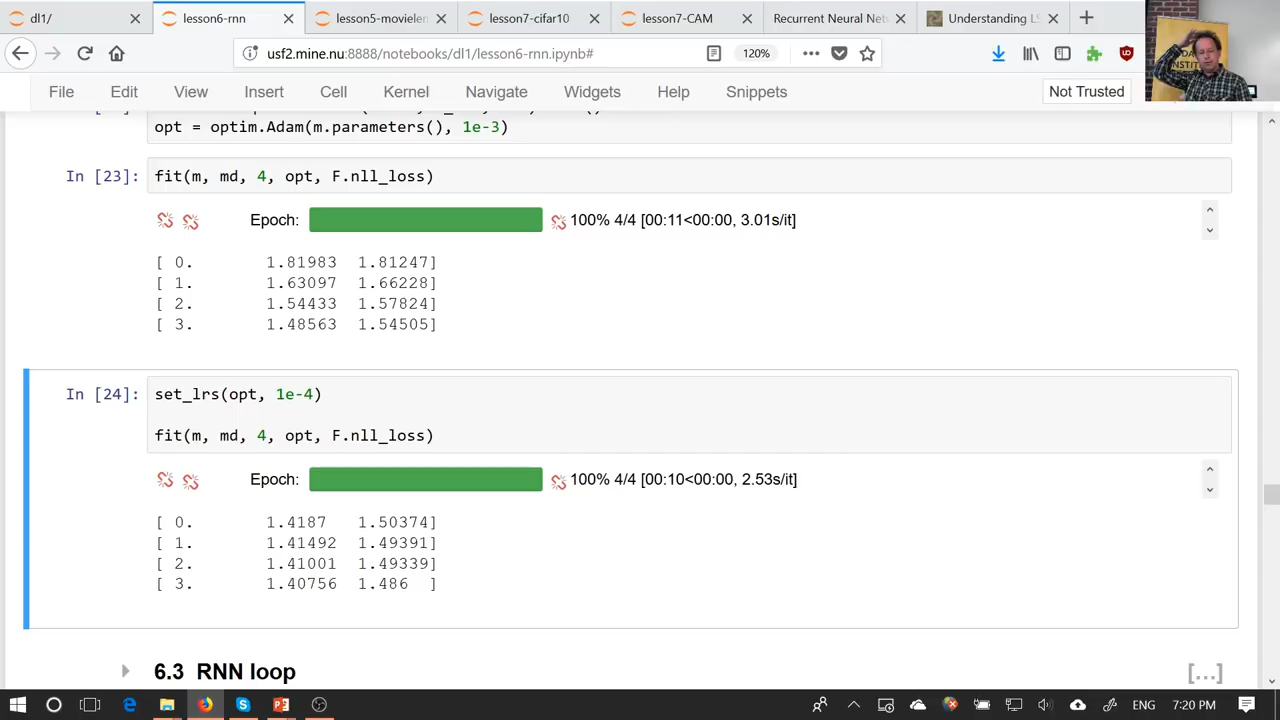 dl1/
lesson6-rnn
lesson5-movielen
lesson7-cifar10
lesson7-CAM
Recurrent Neural Net
Understanding LS
usf2.mine.nu:8888/notebooks/dl1/lesson6-rnn.ipynb#
120%
File Edit View Insert Cell Kernel Navigate Widgets Help Snippets Not Trusted
opt = optim.Adam(m.parameters(), 1e-3)
In [23]: fit(m, md, 4, opt, F.nll_loss)
Epoch: 100% 4/4 [00:11<00:00, 3.01s/it]
[ 0. 1.81983 1.81247]
[ 1. 1.63097 1.66228]
[ 2. 1.54433 1.57824]
[ 3. 1.48563 1.54505]
In [24]: set_lrs(opt, 1e-4)
fit(m, md, 4, opt, F.nll_loss)
Epoch: 100% 4/4 [00:10<00:00, 2.53s/it]
[ 0. 1.4187 1.50374]
[ 1. 1.41492 1.49391]
[ 2. 1.41001 1.49339]
[ 3. 1.40756 1.486 ]
6.3 RNN loop
[...]
ENG 7:20 PM